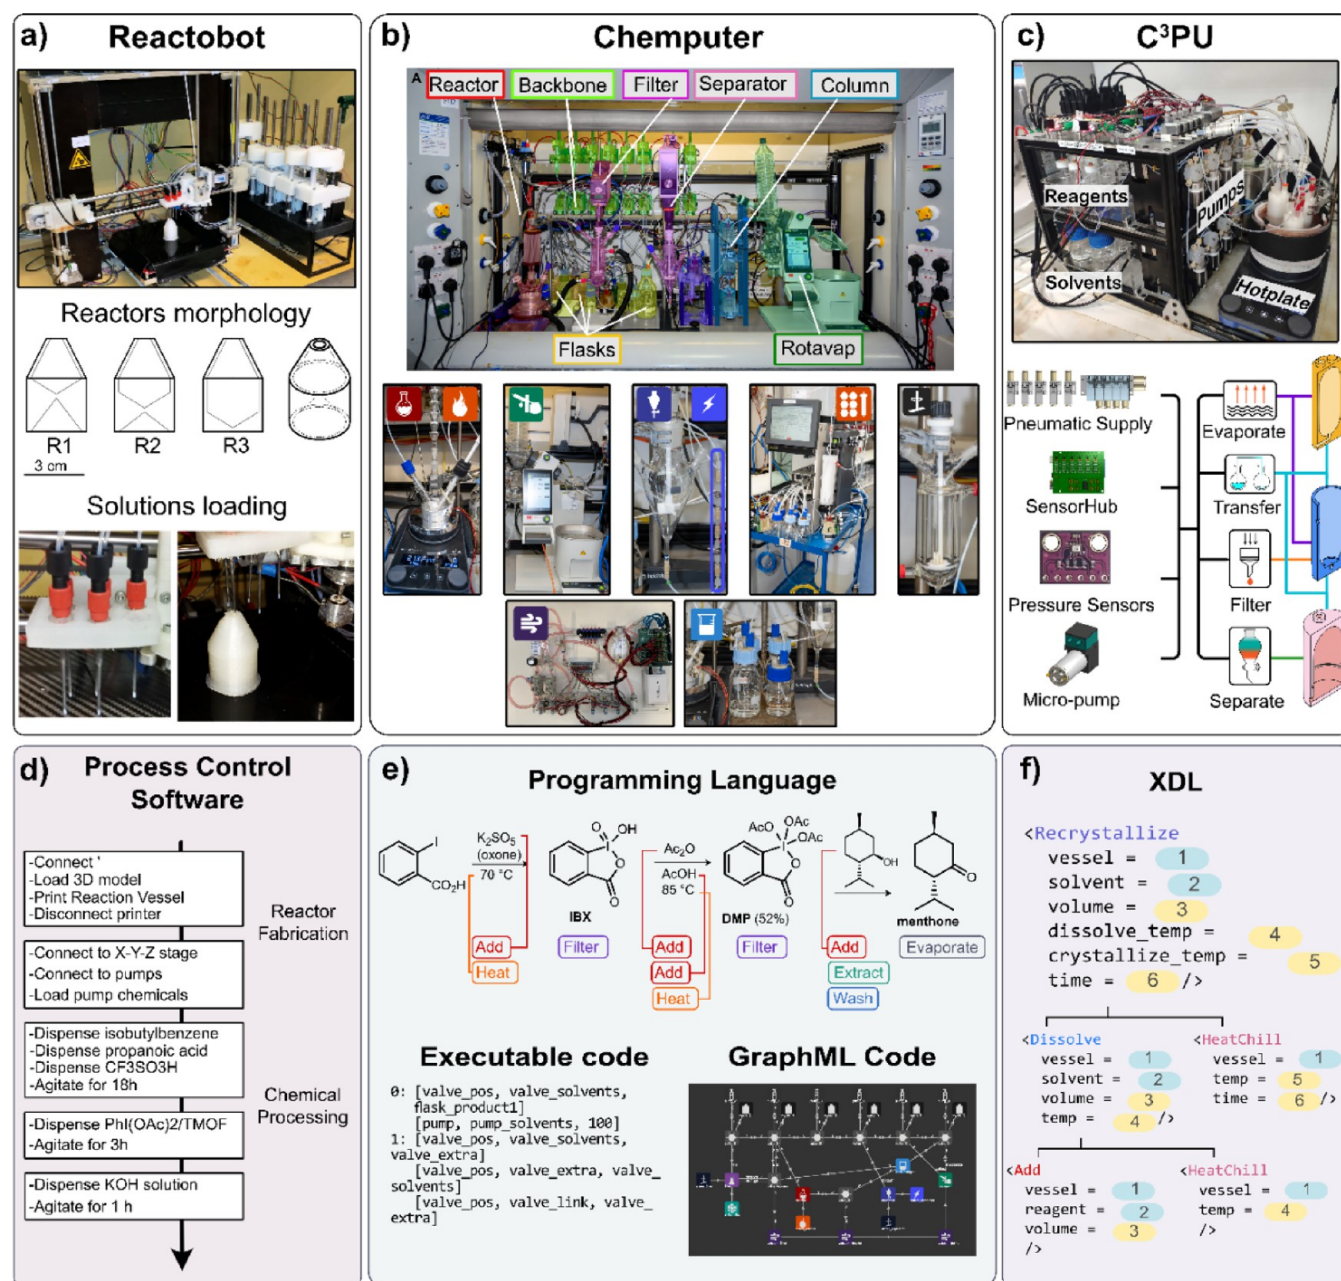 a) Reactobot
Reactors morphology
R1 R2 R3
3 cm
Solutions loading
b) Chemputer
A
Reactor Backbone Filter Separator Column
Flasks Rotavap
c) C³PU
Reagents
Pumps
Solvents
Hotplate
Pneumatic Supply
SensorHub
Pressure Sensors
Micro-pump
Evaporate
Transfer
Filter
Separate
d) Process Control
Software
-Connect '
-Load 3D model
-Print Reaction Vessel
-Disconnect printer
Reactor
Fabrication
-Connect to X-Y-Z stage
-Connect to pumps
-Load pump chemicals
-Dispense isobutylbenzene
-Dispense propanoic acid
-Dispense CF3SO3H
-Agitate for 18h
Chemical
Processing
-Dispense PhI(OAc)2/TMOF
-Agitate for 3h
-Dispense KOH solution
-Agitate for 1 h
e) Programming Language
I
CO₂H
K₂SO₅
(oxone)
70 °C
O OH
I
O
O
IBX
Ac₂O
AcOH
85 °C
OAc
AcO OAc
I
O
O
DMP (52%)
OH
O
menthone
Add Filter Add Filter Add Evaporate
Heat Add Extract
Heat Wash
Executable code
0: [valve_pos, valve_solvents,
flask_product1]
[pump, pump_solvents, 100]
1: [valve_pos, valve_solvents,
valve_extra]
[valve_pos, valve_extra, valve_
solvents]
[valve_pos, valve_link, valve_
extra]
GraphML Code
f) XDL
<Recrystallize
vessel = 1
solvent = 2
volume = 3
dissolve_temp = 4
crystallize_temp = 5
time = 6 />
<Dissolve
vessel = 1
solvent = 2
volume = 3
temp = 4 />
<HeatChill
vessel = 1
temp = 5
time = 6 />
<Add
vessel = 1
reagent = 2
volume = 3
/>
<HeatChill
vessel = 1
temp = 4
/>